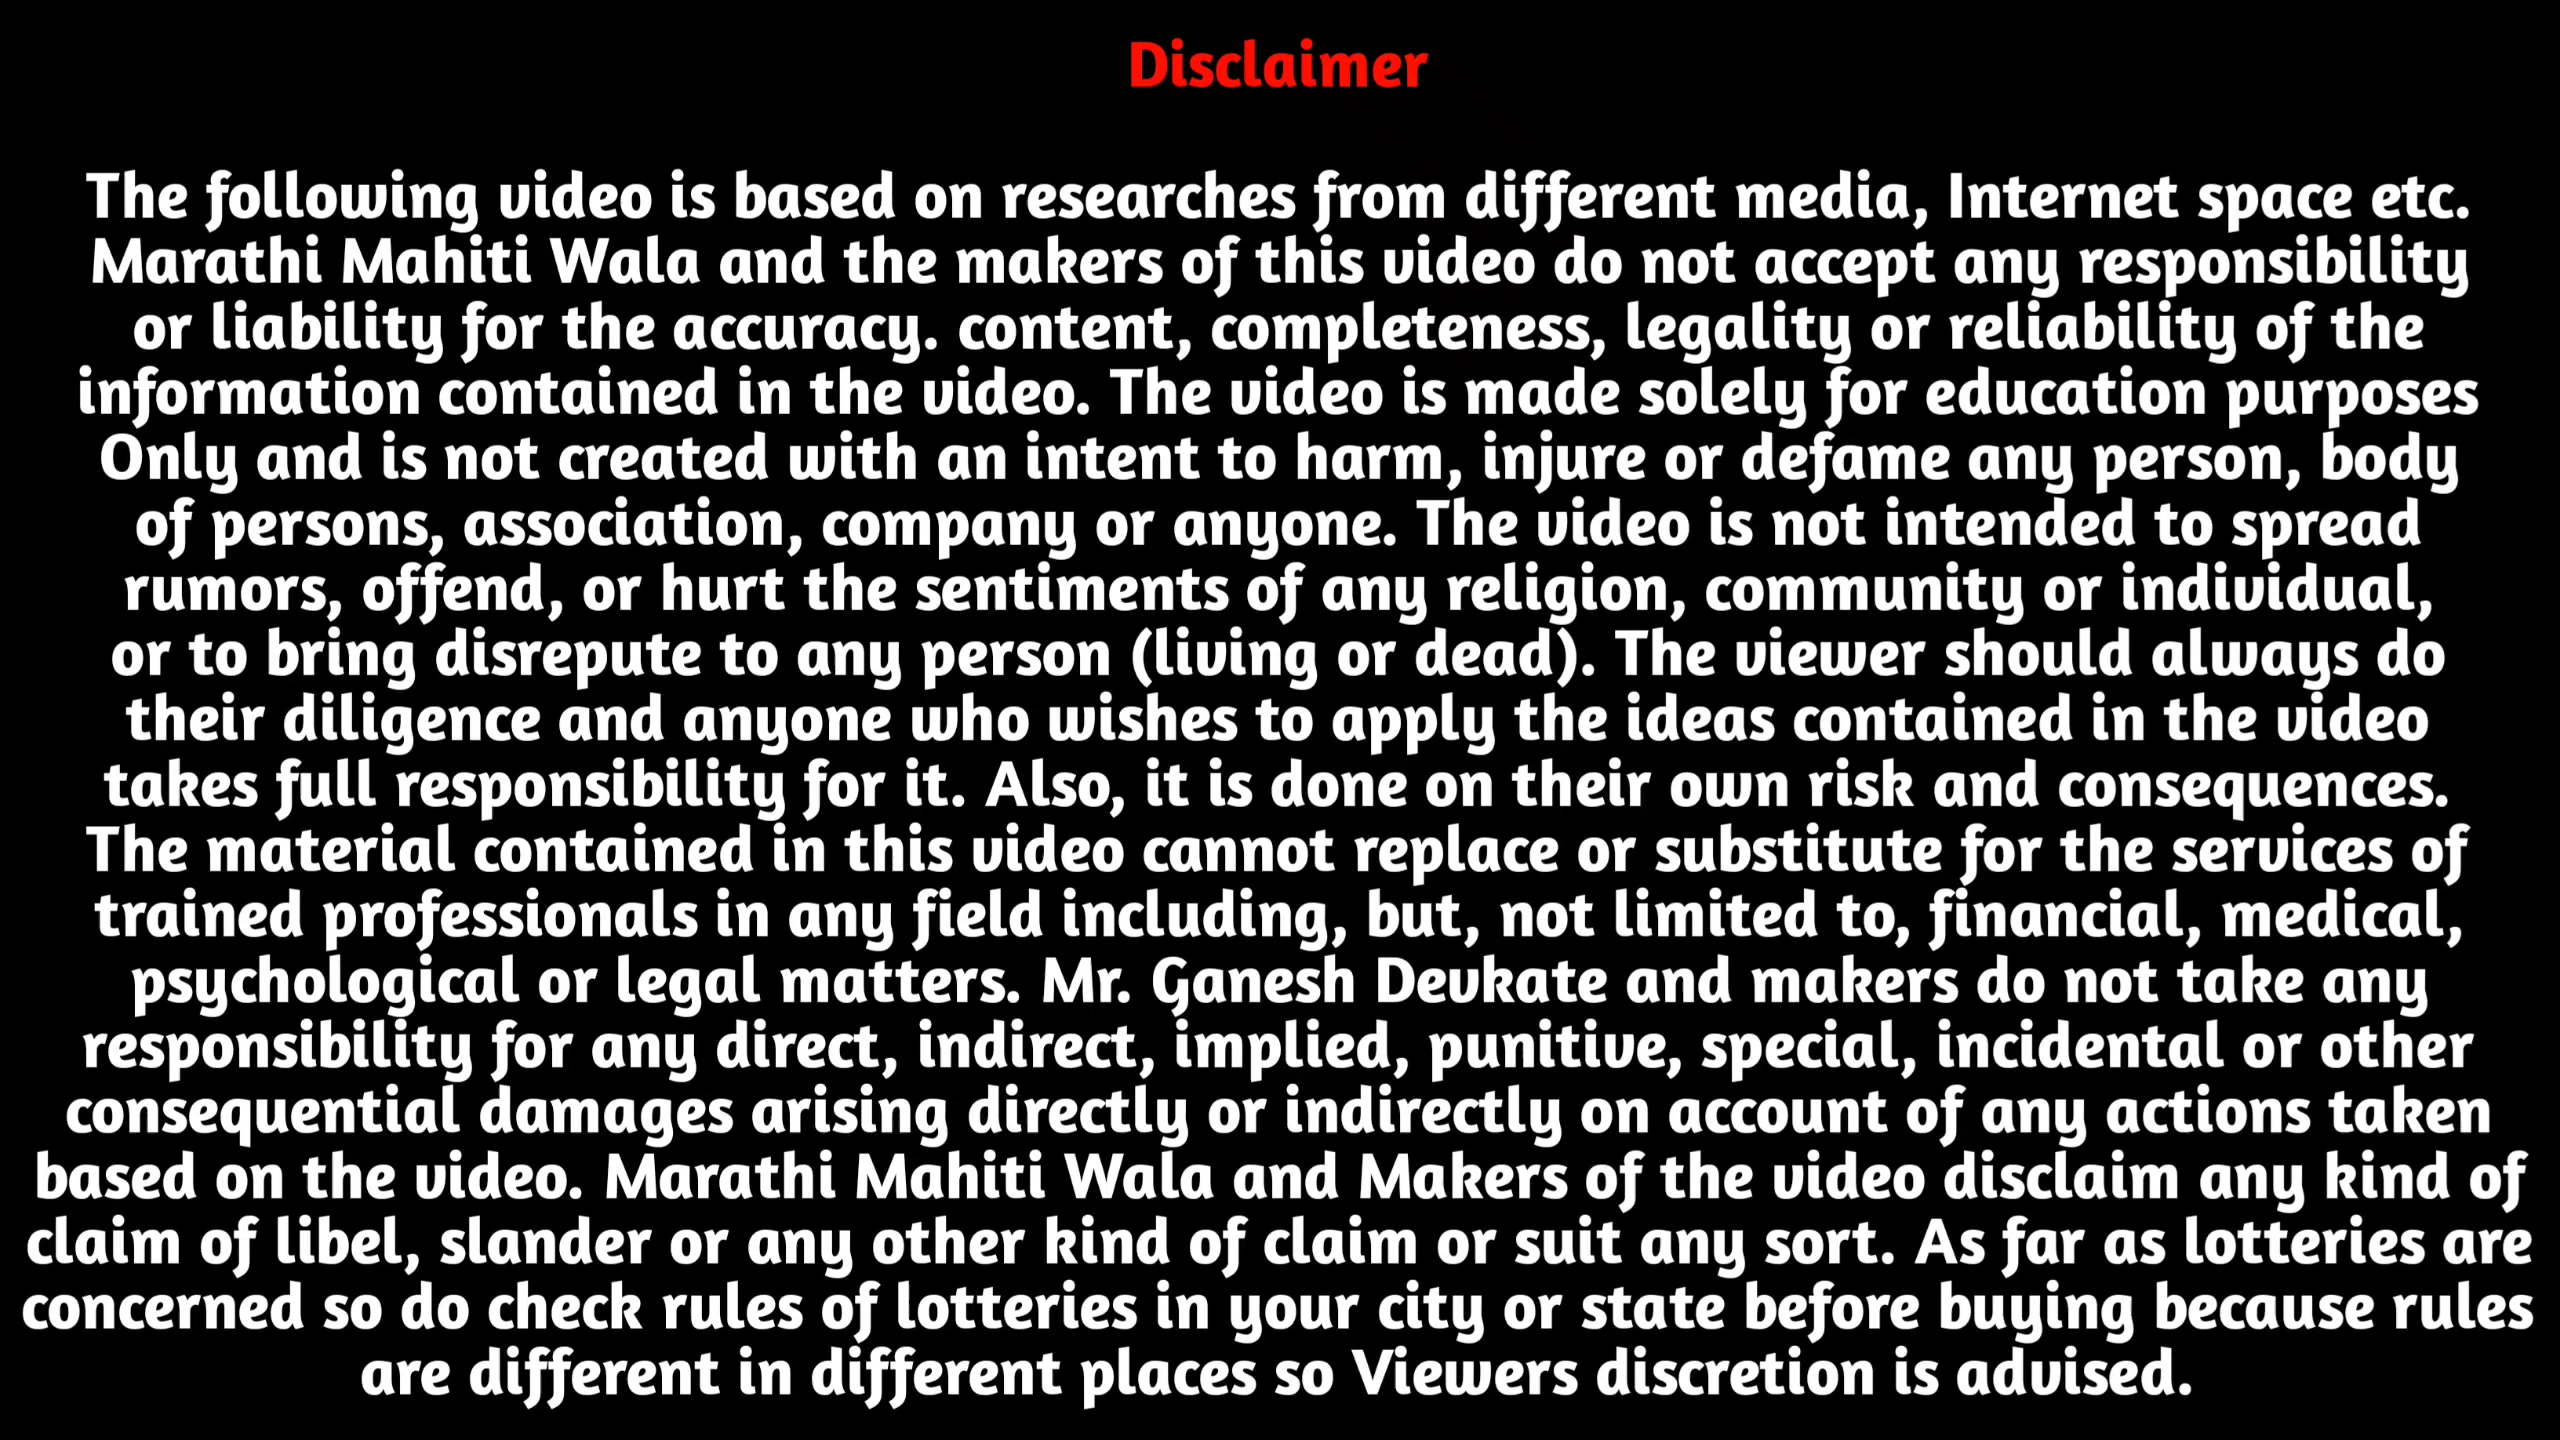 Disclaimer
The following video is based on researches from different media, Internet space etc.
Marathi Mahiti Wala and the makers of this video do not accept any responsibility
or liability for the accuracy. content, completeness, legality or reliability of the
information contained in the video. The video is made solely for education purposes
Only and is not created with an intent to harm, injure or defame any person, body
of persons, association, company or anyone. The video is not intended to spread
rumors, offend, or hurt the sentiments of any religion, community or individual,
or to bring disrepute to any person (living or dead). The viewer should always do
their diligence and anyone who wishes to apply the ideas contained in the video
takes full responsibility for it. Also, it is done on their own risk and consequences.
The material contained in this video cannot replace or substitute for the services of
trained professionals in any field including, but, not limited to, financial, medical,
psychological or legal matters. Mr. Ganesh Devkate and makers do not take any
responsibility for any direct, indirect, implied, punitive, special, incidental or other
consequential damages arising directly or indirectly on account of any actions taken
based on the video. Marathi Mahiti Wala and Makers of the video disclaim any kind of
claim of libel, slander or any other kind of claim or suit any sort. As far as lotteries are
concerned so do check rules of lotteries in your city or state before buying because rules
are different in different places so Viewers discretion is advised.